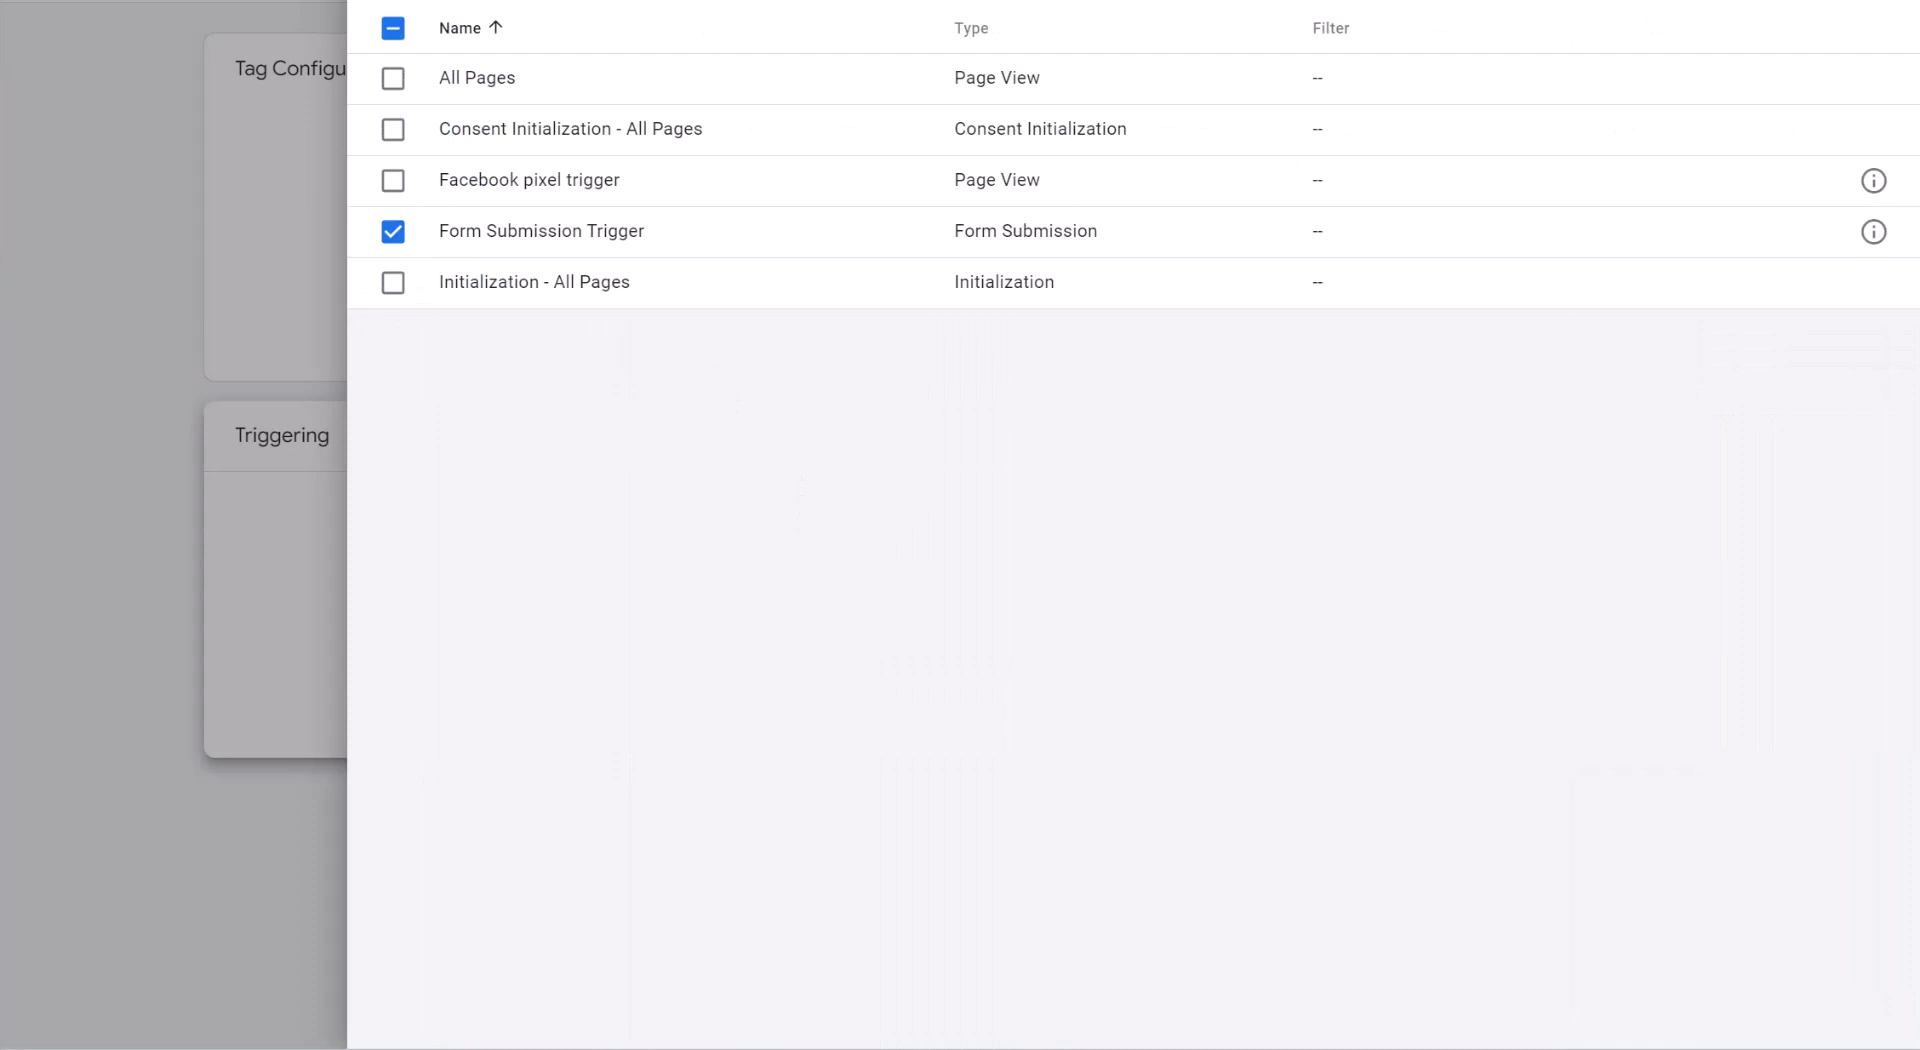 Name Type Filter
Tag Configu
All Pages Page View --
Consent Initialization - All Pages Consent Initialization --
Facebook pixel trigger Page View --
Form Submission Trigger Form Submission --
Initialization - All Pages Initialization --
Triggering